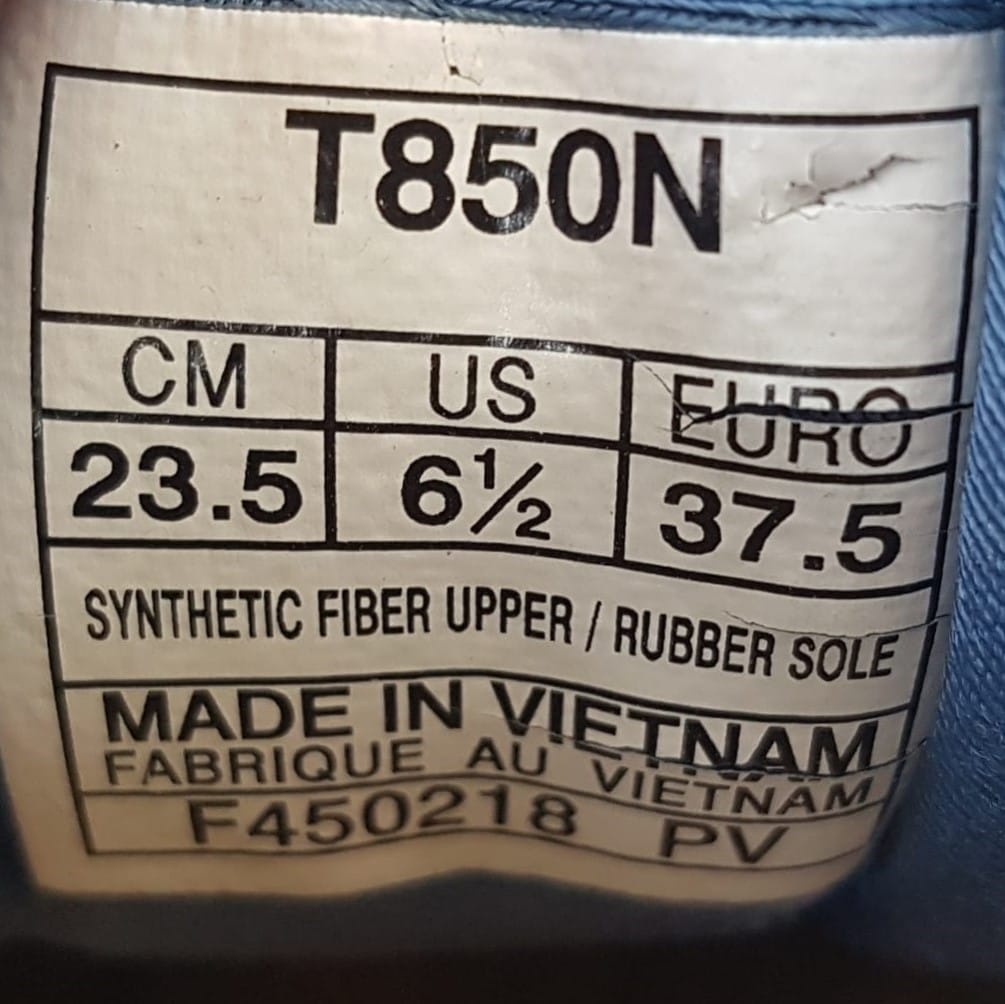 T850N
CM US EURO
23.5 6½ 37.5
SYNTHETIC FIBER UPPER / RUBBER SOLE
MADE IN VIETNAM
FABRIQUE AU VIETNAM
F450218 PV